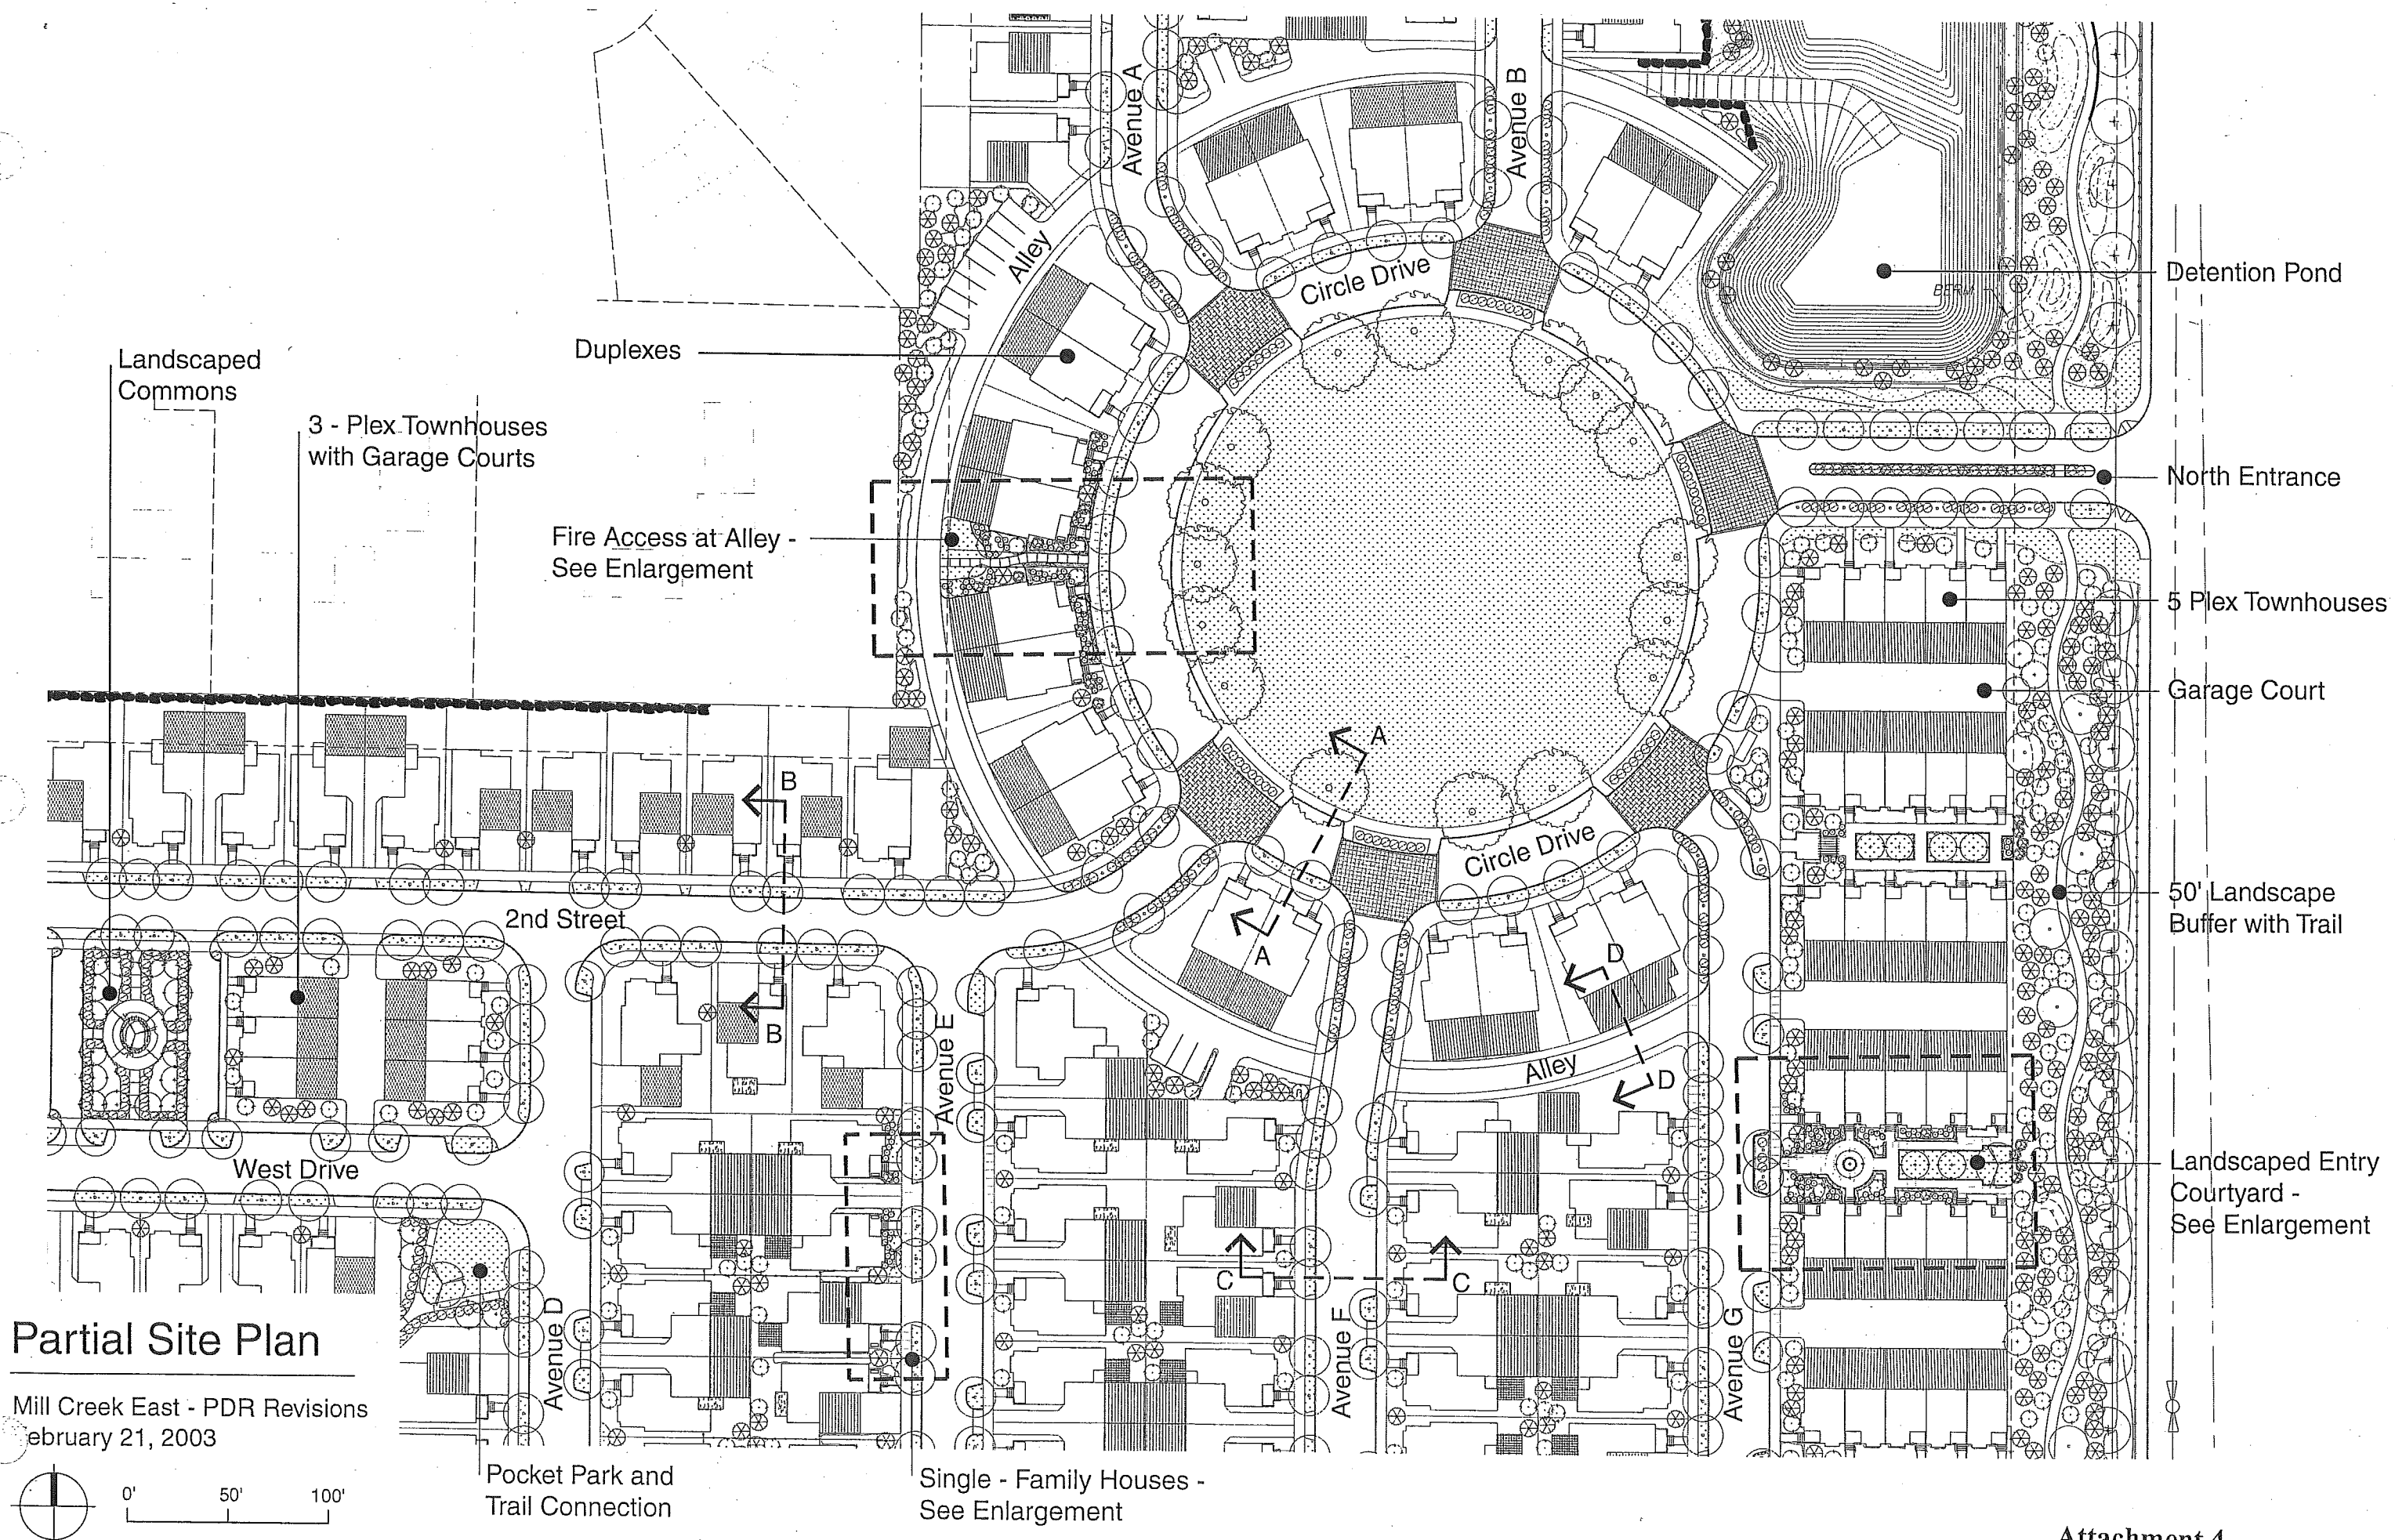 Avenue A
Avenue B
Alley
Circle Drive
Detention Pond
BERM
Duplexes
Landscaped
Commons
3 - Plex Townhouses
with Garage Courts
North Entrance
Fire Access at Alley -
See Enlargement
5 Plex Townhouses
Garage Court
A
B
Circle Drive
50' Landscape
Buffer with Trail
2nd Street
A
D
B
Avenue E
Alley
D
West Drive
Landscaped Entry
Courtyard -
See Enlargement
C
C
Avenue D
Avenue F
Avenue G
Partial Site Plan
Mill Creek East - PDR Revisions
ebruary 21, 2003
0'
50'
100'
Pocket Park and
Trail Connection
Single - Family Houses -
See Enlargement
Attachment 4